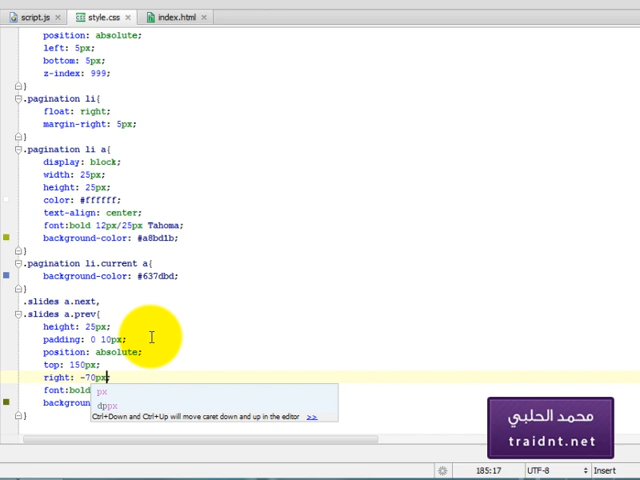 script.js
style.css
index.html
position: absolute;
left: 5px;
bottom: 5px;
z-index: 999;
}
.pagination li{
float: right;
margin-right: 5px;
}
.pagination li a{
display: block;
width: 25px;
height: 25px;
color: #ffffff;
text-align: center;
font:bold 12px/25px Tahoma;
background-color: #a8bd1b;
}
.pagination li.current a{
background-color: #637dbd;
}
.slides a.next,
.slides a.prev{
height: 25px;
padding: 0 10px;
position: absolute;
top: 150px;
right: -70px;
font:bold
px
dppx
backgroun
Ctrl+Down and Ctrl+Up will move caret down and up in the editor >>
}
محمد الحلبي
traidnt.net
185:17 UTF-8 Insert